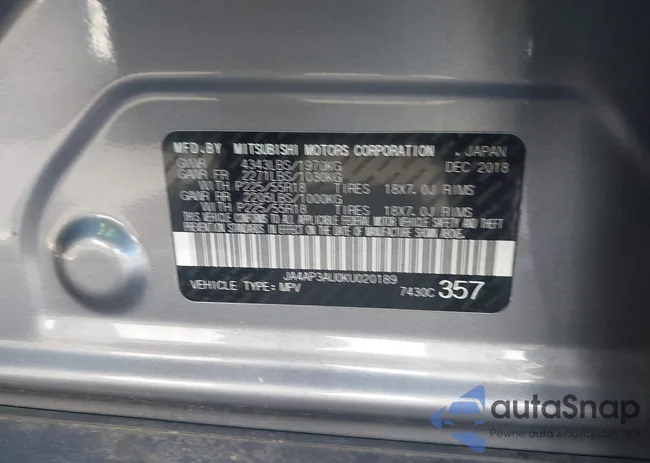 MFD.BY MITSUBISHI MOTORS CORPORATION , JAPAN
GVWR 4343LBS/1970KG DEC 2018
GAWR FR 2271LBS/1030KG
WITH P225/55R18 TIRES 18X7.0J RIMS
GAWR RR 2205LBS/1000KG
WITH P225/55R18 TIRES 18X7.0J RIMS
THIS VEHICLE CONFORMS TO ALL APPLICABLE FEDERAL MOTOR VEHICLE SAFETY AND THEFT
PREVENTION STANDARDS IN EFFECT ON THE DATE OF MANUFACTURE SHOWN ABOVE.
JA4AP3AU0KU020189
VEHICLE TYPE: MPV 7430C 357
autaSnap
Pewne auta z